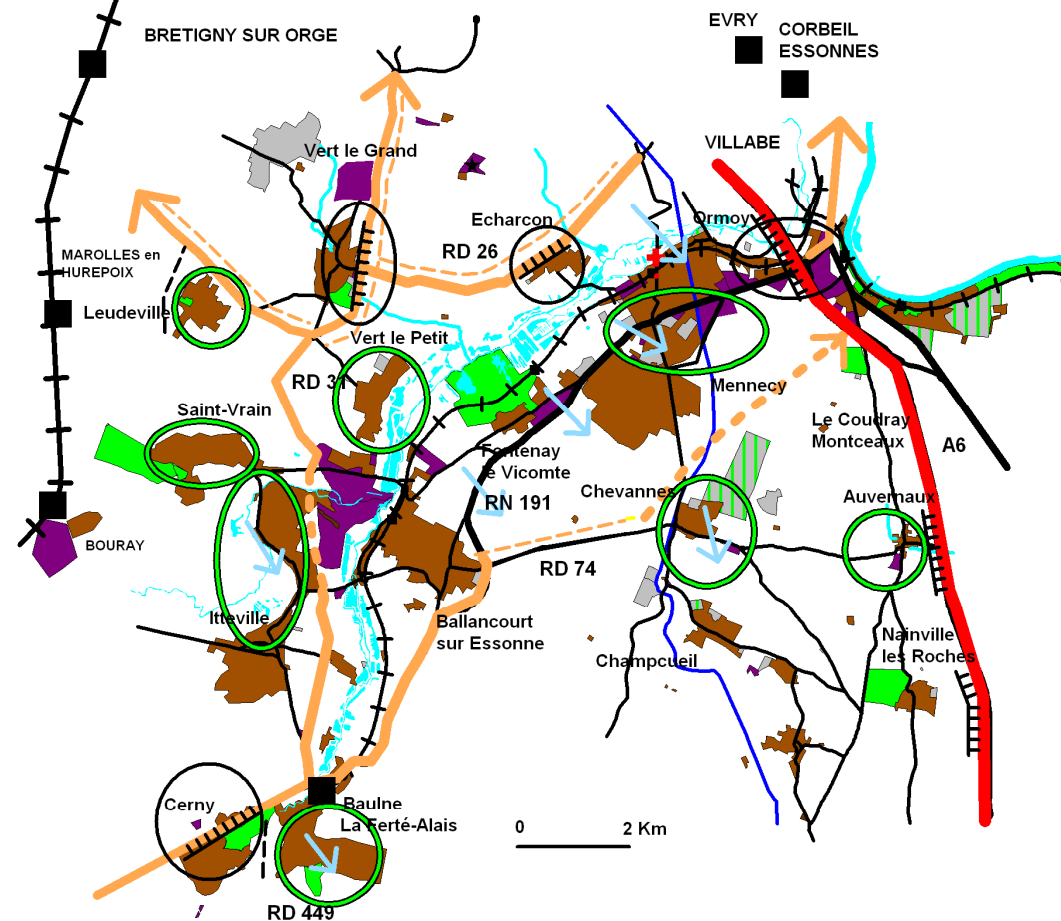 EVRY
CORBEIL
ESSONNES
BRETIGNY SUR ORGE
VILLABE
Vert le Grand
Echarcon
Ormoy
RD 26
MAROLLES en
HUREPOIX
Leudeville
Vert le Petit
RD 31
Mennecy
Saint-Vrain
Le Coudray
Montceaux
A6
Fontenay
le Vicomte
Chevannes
Auvernaux
RN 191
BOURAY
RD 74
Itteville
Ballancourt
sur Essonne
Nainville
les Roches
Champcueil
Cerny
Baulne
La Ferté-Alais
0
2 Km
RD 449